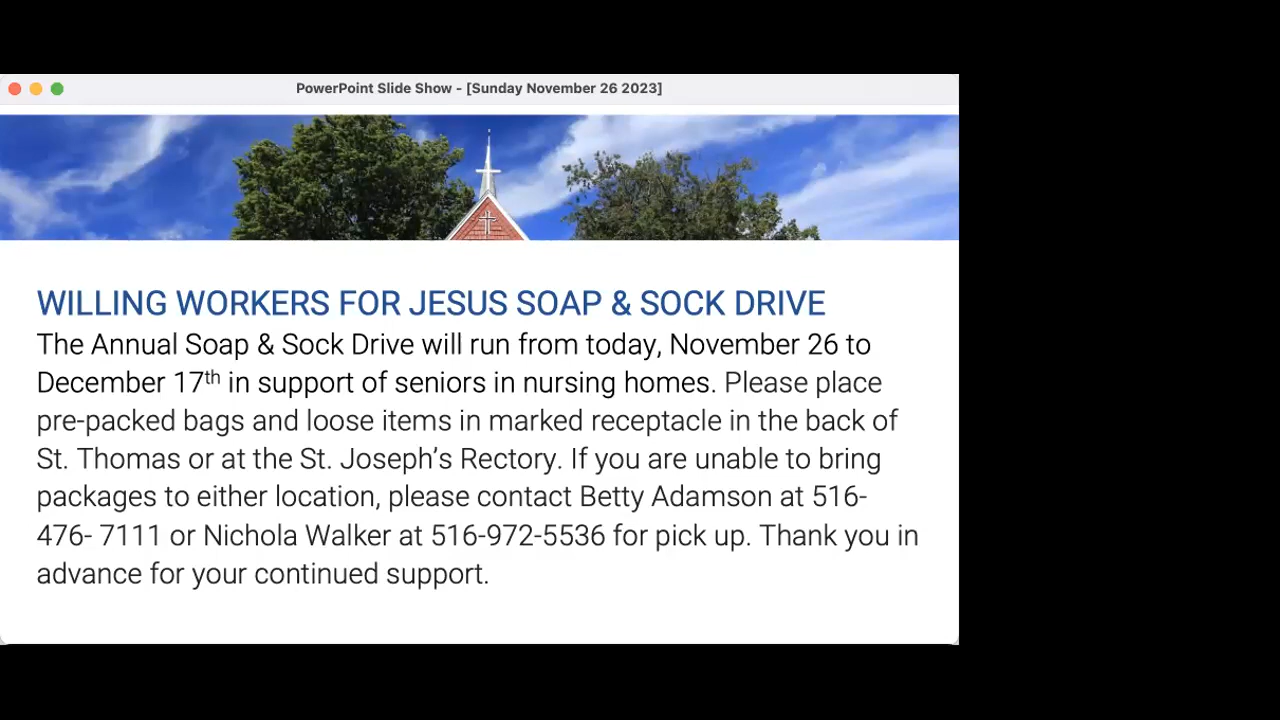 PowerPoint Slide Show - [Sunday November 26 2023]
WILLING WORKERS FOR JESUS SOAP & SOCK DRIVE
The Annual Soap & Sock Drive will run from today, November 26 to
December 17th in support of seniors in nursing homes. Please place
pre-packed bags and loose items in marked receptacle in the back of
St. Thomas or at the St. Joseph’s Rectory. If you are unable to bring
packages to either location, please contact Betty Adamson at 516-
476- 7111 or Nichola Walker at 516-972-5536 for pick up. Thank you in
advance for your continued support.